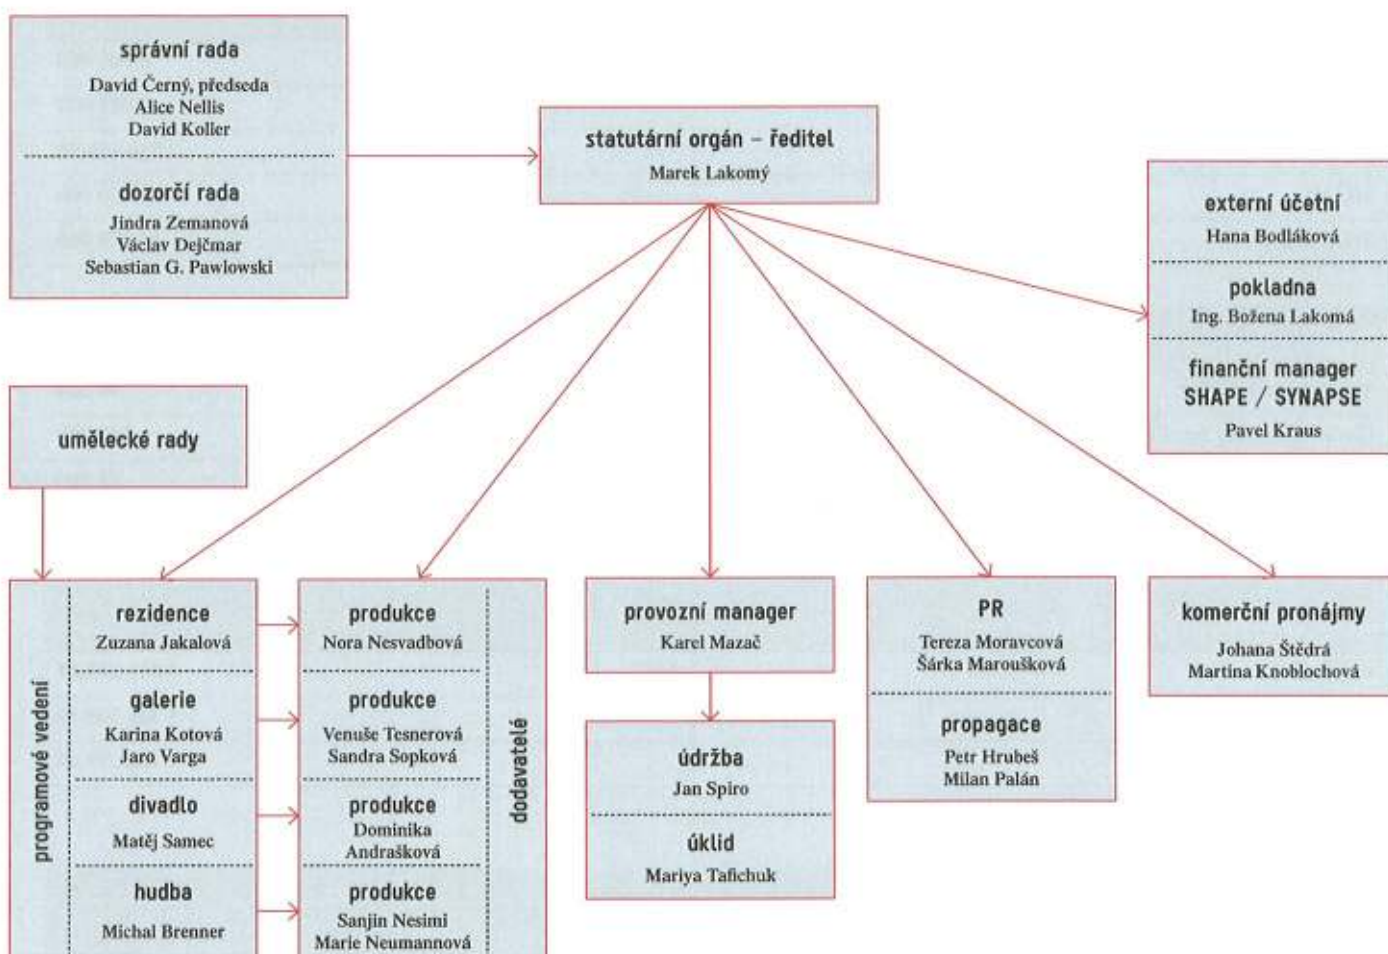 správní rada
David Černý, předseda
Alice Nellis
David Koller
dozorčí rada
Jindra Zemanová
Václav Dejčmar
Sebastian G. Pawlowski
statutární orgán – ředitel
Marek Lakomý
externí účetní
Hana Bodláková
pokladna
Ing. Božena Lakomá
finanční manager
SHAPE / SYNAPSE
Pavel Kraus
umělecké rady
programové vedení
rezidence
Zuzana Jakalová
galerie
Karina Kotová
Jaro Varga
divadlo
Matěj Samec
hudba
Michal Brenner
produkce
Nora Nesvadbová
produkce
Venuše Tesnerová
Sandra Sopková
produkce
Dominika
Andrašková
produkce
Sanjin Nesimi
Marie Neumannová
dodavatelé
provozní manager
Karel Mazač
údržba
Jan Spiro
úklid
Mariya Tafichuk
PR
Tereza Moravcová
Šárka Maroušková
propagace
Petr Hrubeš
Milan Palán
komerční pronájmy
Johana Štědrá
Martina Knoblochová